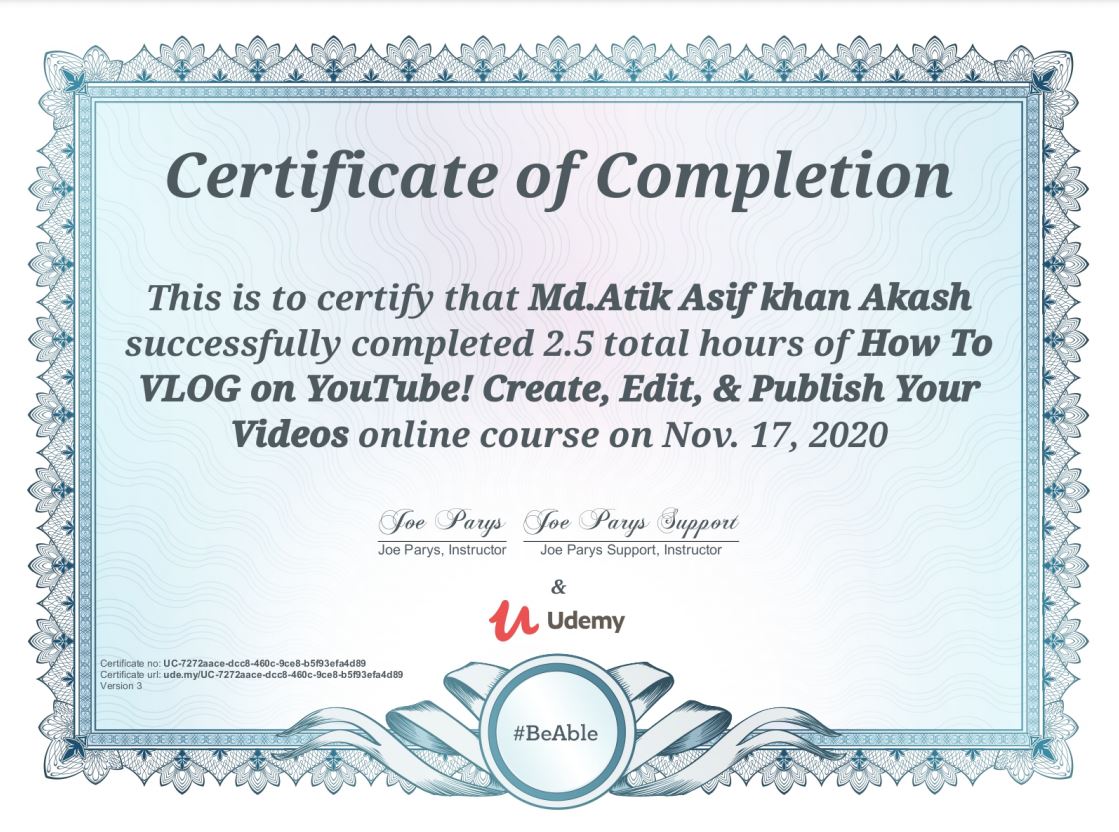 Certificate of Completion
This is to certify that Md.Atik Asif khan Akash
successfully completed 2.5 total hours of How To
VLOG on YouTube! Create, Edit, & Publish Your
Videos online course on Nov. 17, 2020
Joe Parys Joe Parys Support
Joe Parys, Instructor Joe Parys Support, Instructor
&
Udemy
Certificate no: UC-7272aace-dcc8-460c-9ce8-b5f93efa4d89
Certificate url: ude.my/UC-7272aace-dcc8-460c-9ce8-b5f93efa4d89
Version 3
#BeAble